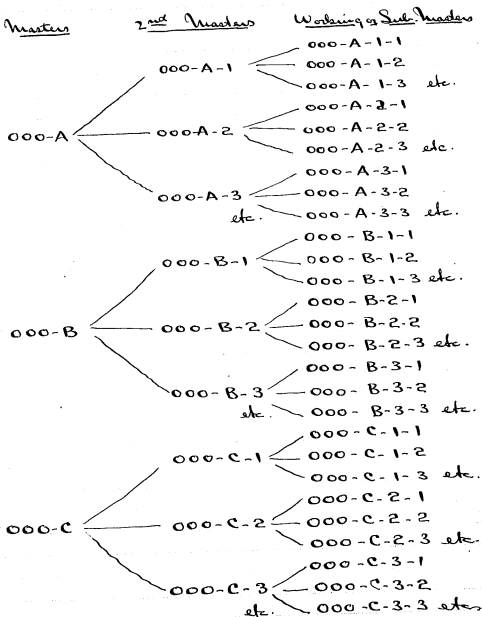 Masters 2nd Masters Working or Sub. Masters
000-A-1-1
000-A-1 000-A-1-2
000-A-1-3 etc.
000-A-2-1
000-A 000-A-2 000-A-2-2
000-A-2-3 etc.
000-A-3-1
000-A-3 000-A-3-2
etc. 000-A-3-3 etc.
000-B-1-1
000-B-1 000-B-1-2
000-B-1-3 etc.
000-B-2-1
000-B 000-B-2 000-B-2-2
000-B-2-3 etc.
000-B-3-1
000-B-3 000-B-3-2
etc. 000-B-3-3 etc.
000-C-1-1
000-C-1 000-C-1-2
000-C-1-3 etc.
000-C-2-1
000-C 000-C-2 000-C-2-2
000-C-2-3 etc.
000-C-3-1
000-C-3 000-C-3-2
etc. 000-C-3-3 etc.